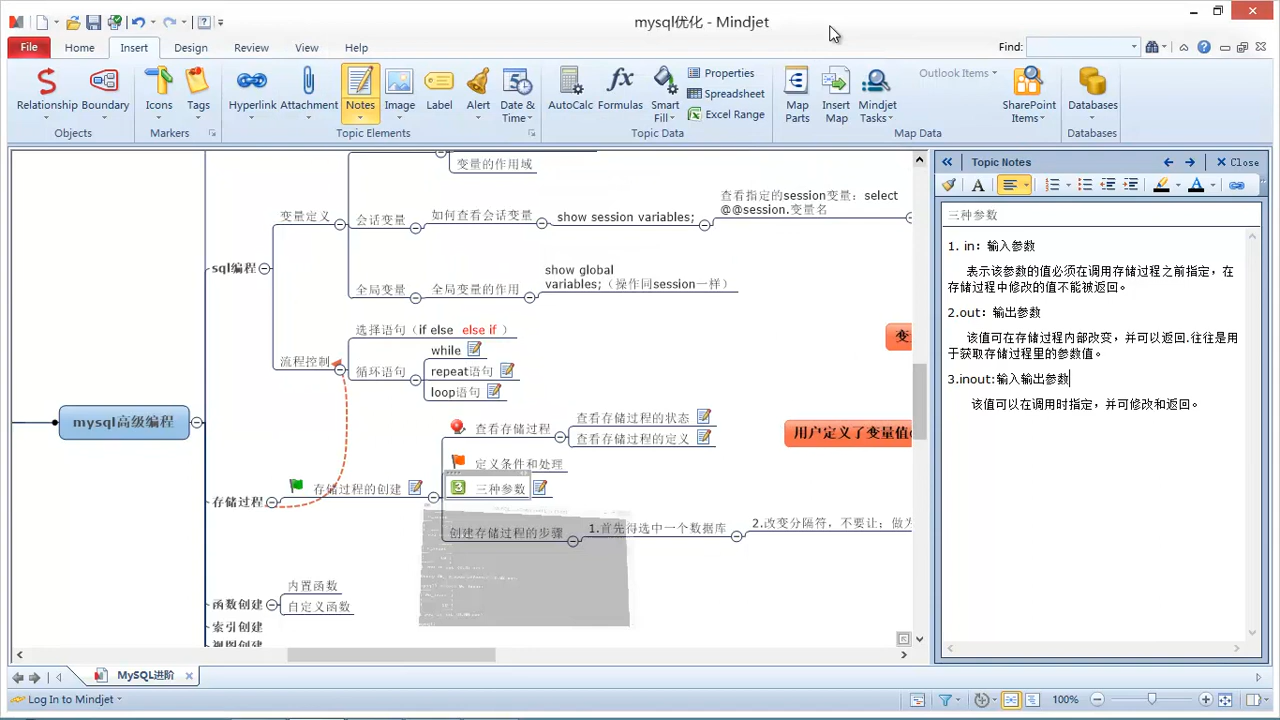 mysql优化 - Mindjet
File
Home
Insert
Design
Review
View
Help
Find:
Relationship
Boundary
Objects
Icons
Tags
Markers
Hyperlink
Attachment
Notes
Image
Label
Alert
Date &
Time
Topic Elements
AutoCalc
Formulas
Smart
Fill
Properties
Spreadsheet
Excel Range
Topic Data
Map
Parts
Insert
Map
Mindjet
Tasks
Outlook Items
SharePoint
Items
Map Data
Databases
Databases
变量的作用域
变量定义
会话变量
如何查看会话变量
show session variables;
查看指定的session变量：select
@@session.变量名
sql编程
全局变量
全局变量的作用
show global
variables;（操作同session一样）
选择语句（if else else if ）
流程控制
循环语句
while
repeat语句
loop语句
变
mysql高级编程
查看存储过程
查看存储过程的状态
查看存储过程的定义
用户定义了变量值
定义条件和处理
存储过程
存储过程的创建
三种参数
创建存储过程的步骤
1.首先得选中一个数据库
2.改变分隔符，不要让；做为
函数创建
内置函数
自定义函数
索引创建
视图创建
Topic Notes
Close
三种参数
1. in：输入参数
表示该参数的值必须在调用存储过程之前指定，在
存储过程中修改的值不能被返回。
2.out：输出参数
该值可在存储过程内部改变，并可以返回.往往是用
于获取存储过程里的参数值。
3.inout:输入输出参数
该值可以在调用时指定，并可修改和返回。
MySQL进阶
Log In to Mindjet
100%